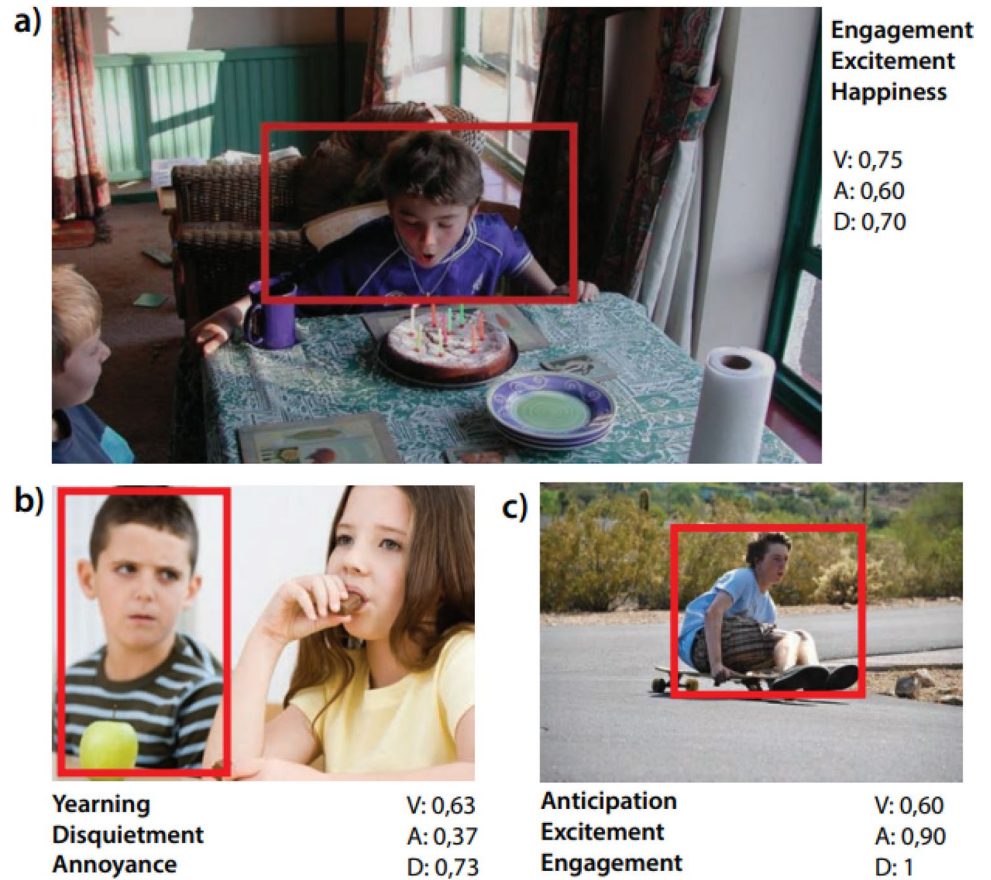 a)
Engagement
Excitement
Happiness
V: 0,75
A: 0,60
D: 0,70
b)
Yearning
Disquietment
Annoyance
V: 0,63
A: 0,37
D: 0,73
c)
Anticipation
Excitement
Engagement
V: 0,60
A: 0,90
D: 1